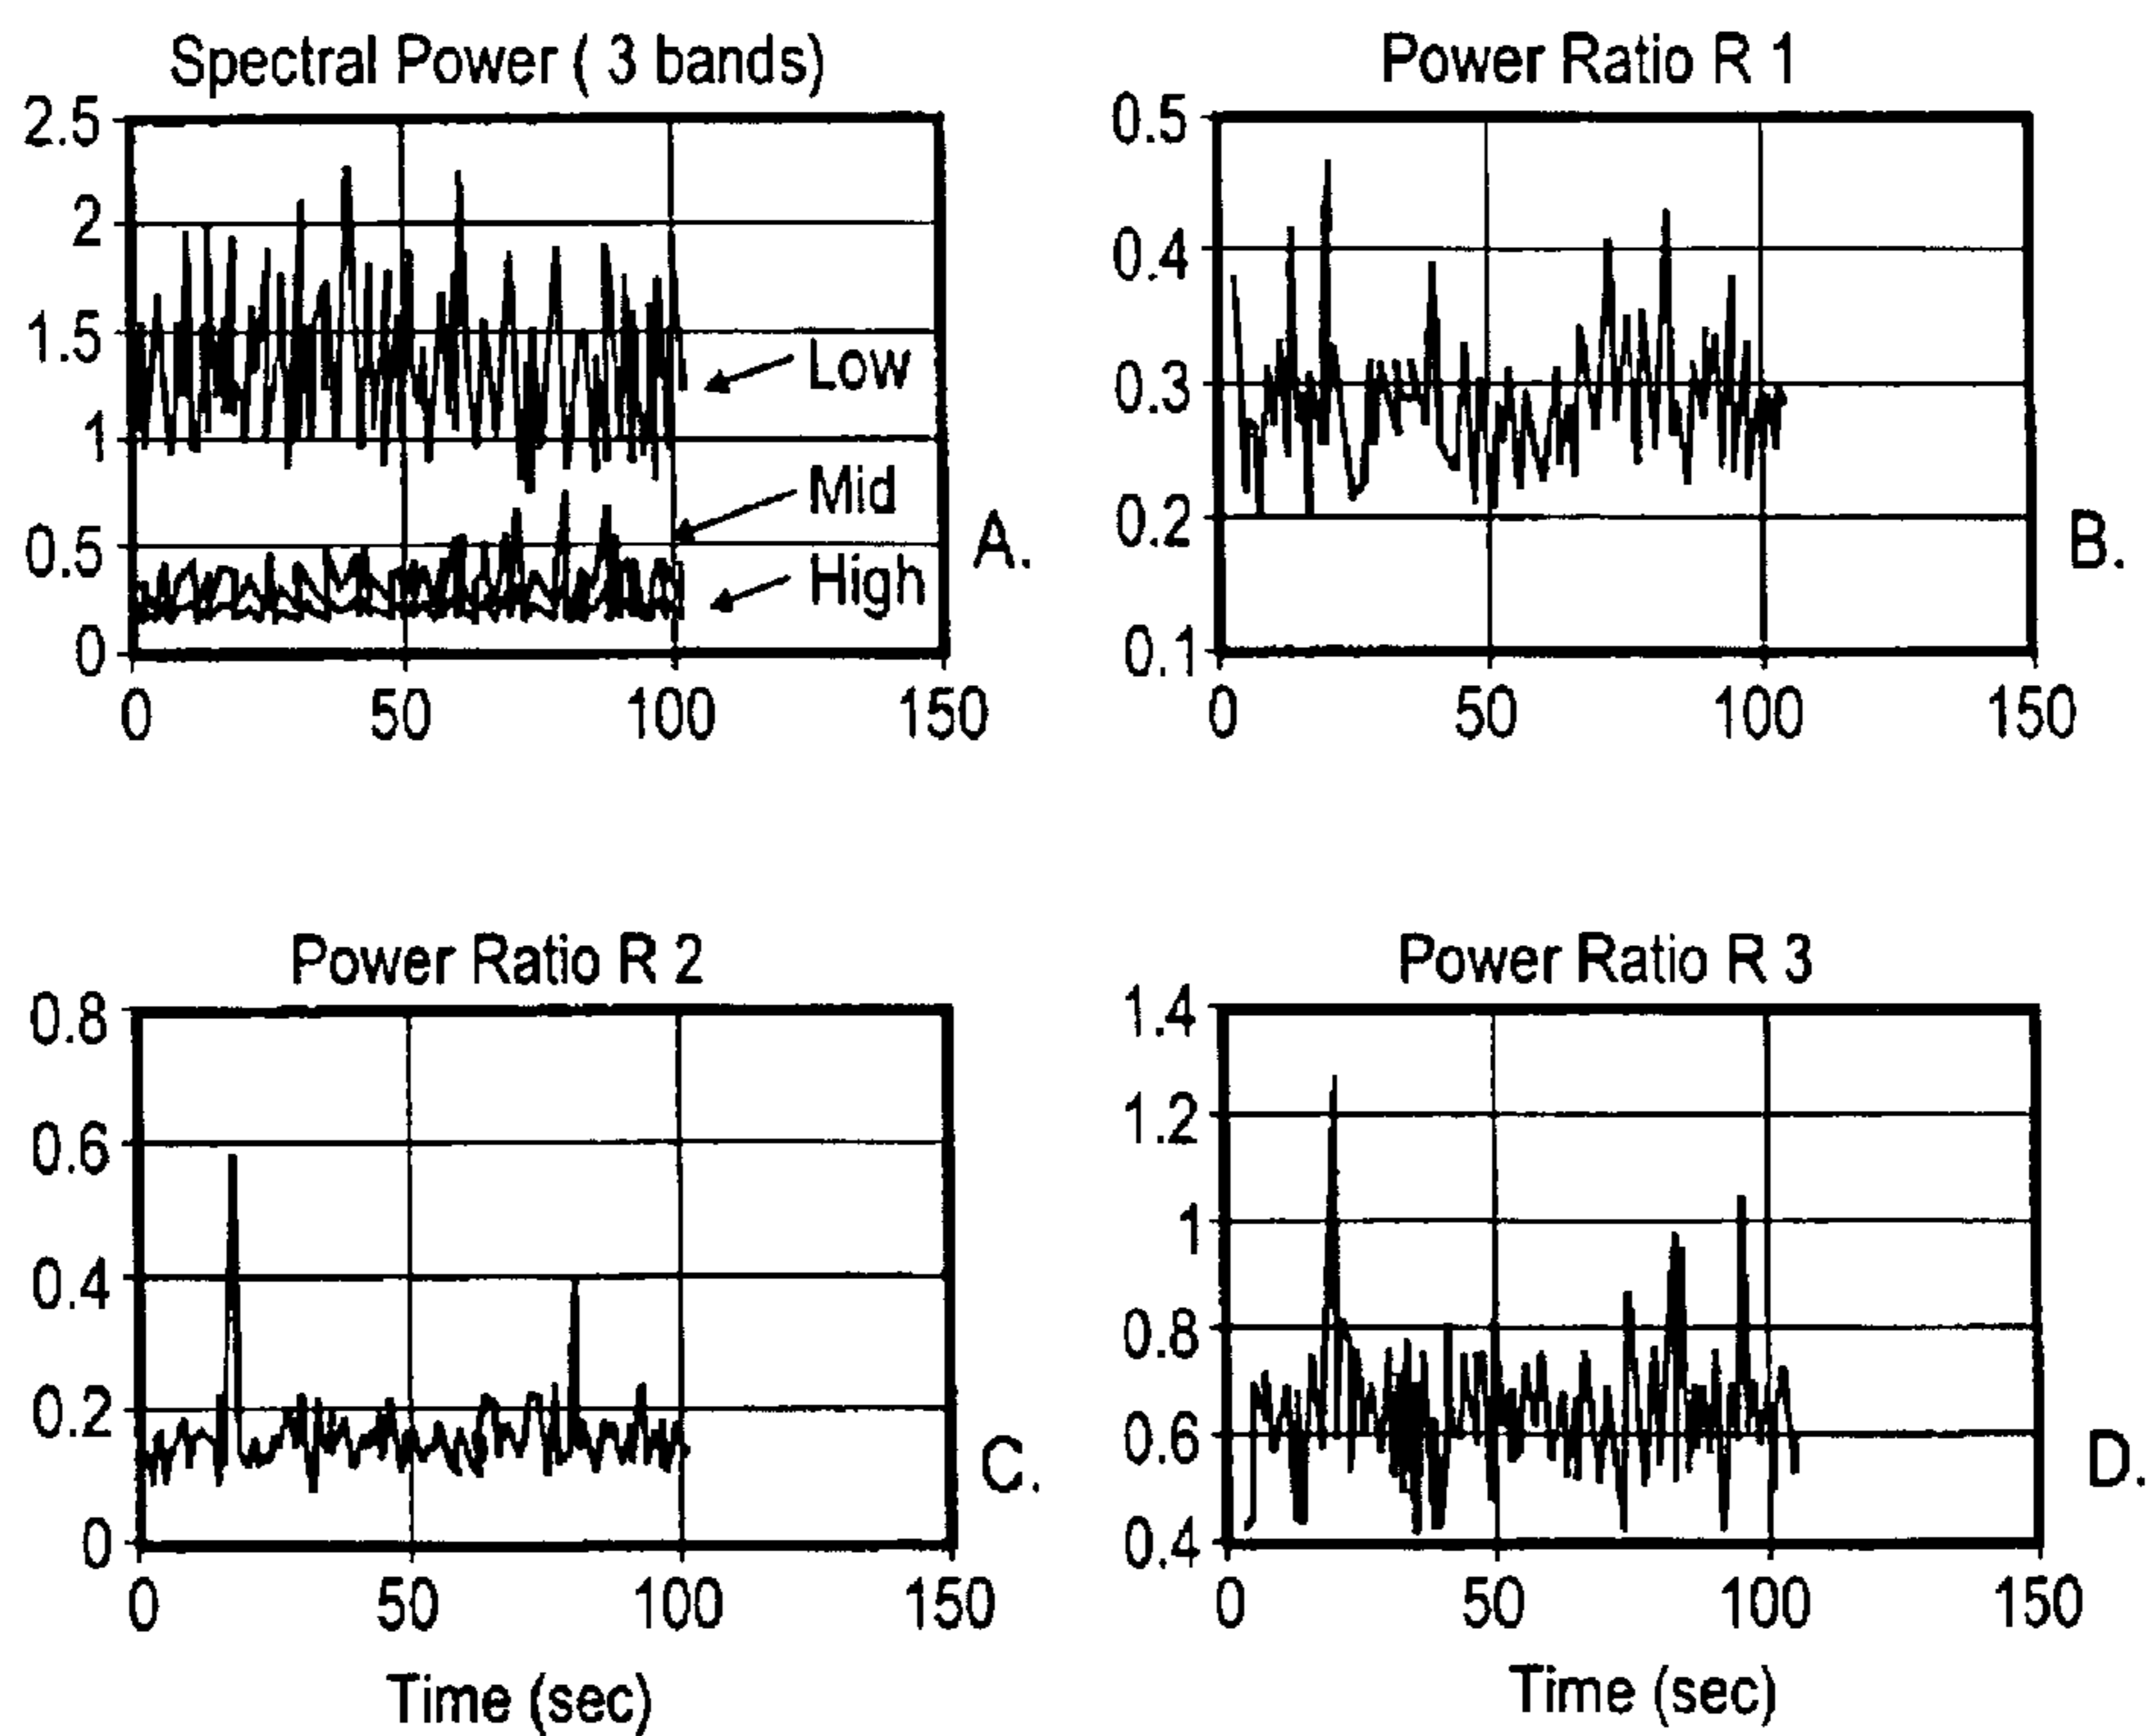 Spectral Power ( 3 bands)
2.5
2
1.5
1
0.5
0
Low
Mid
High
0
50
100
150
A.
Power Ratio R 1
0.5
0.4
0.3
0.2
0.1
0
50
100
150
B.
Power Ratio R 2
0.8
0.6
0.4
0.2
0
0
50
100
150
Time (sec)
C.
Power Ratio R 3
1.4
1.2
1
0.8
0.6
0.4
0
50
100
150
Time (sec)
D.